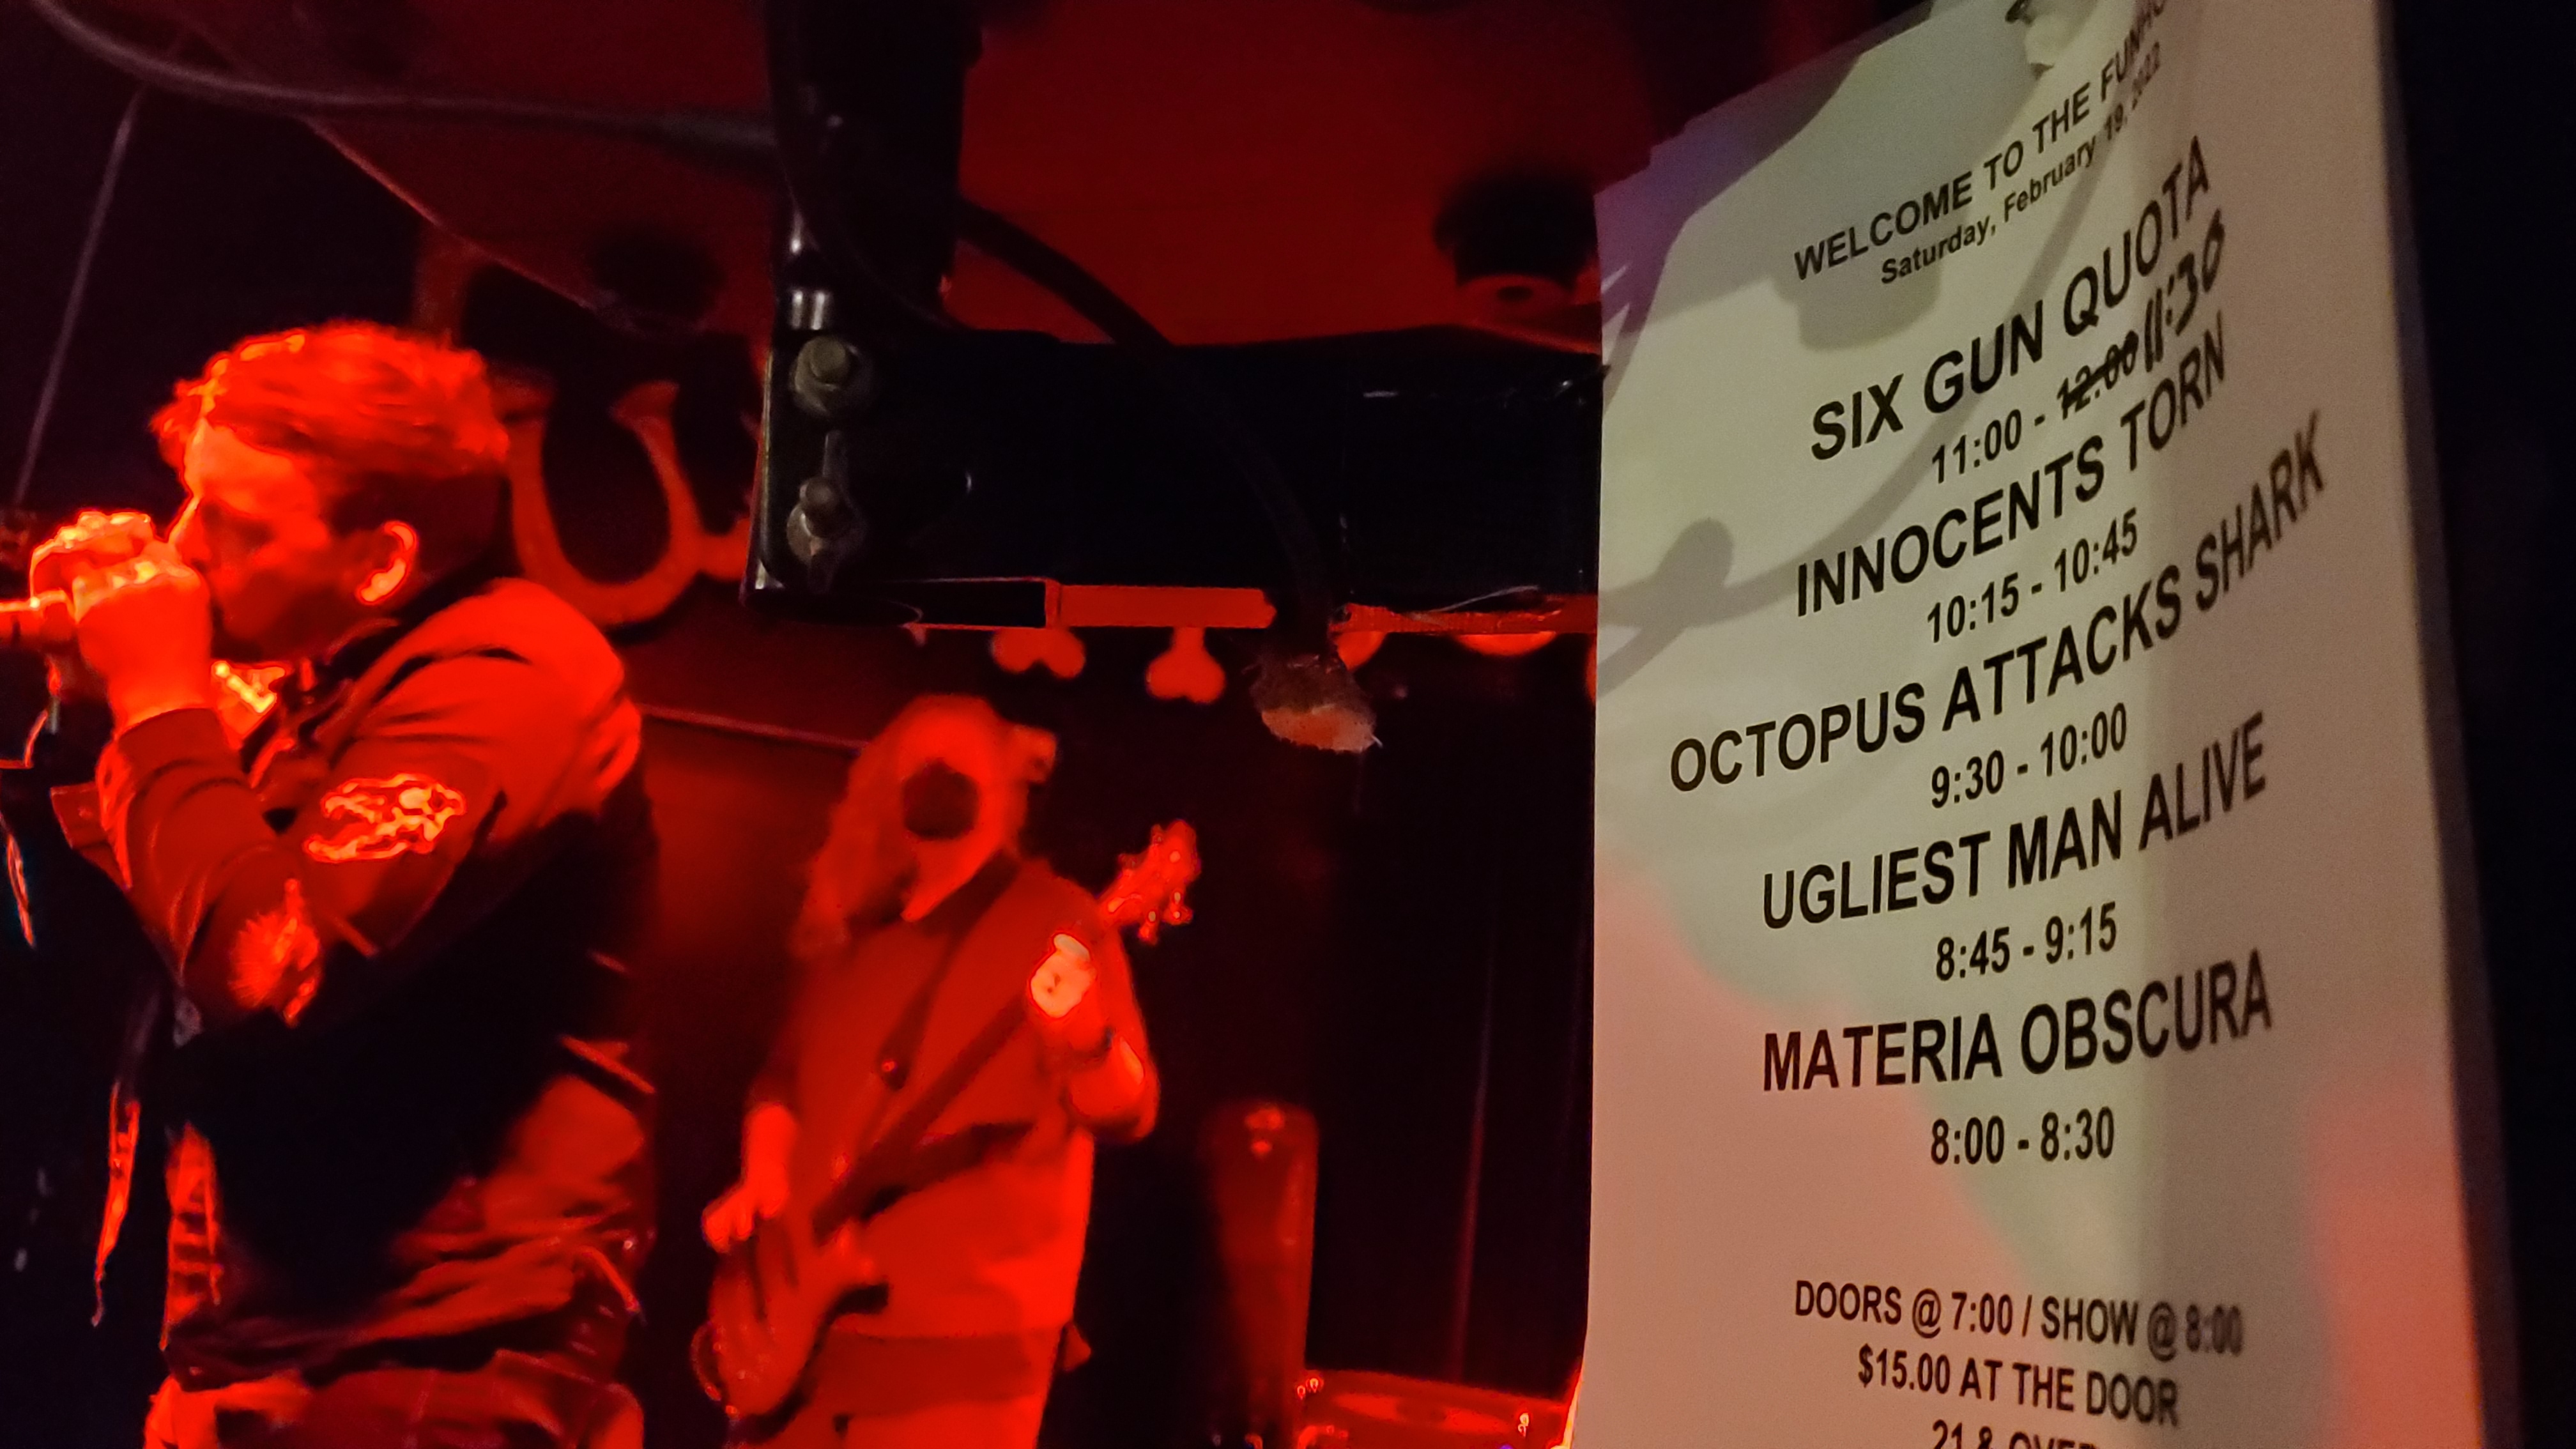 WELCOME TO THE
Saturday, February 19, 2022
SIX GUN QUOTA
11:00 - 12:00 11:30
INNOCENTS TORN
10:15 - 10:45
OCTOPUS ATTACKS SHARK
9:30 - 10:00
UGLIEST MAN ALIVE
8:45 - 9:15
MATERIA OBSCURA
8:00 - 8:30
DOORS @ 7:00 / SHOW @ 8:00
$15.00 AT THE DOOR
21 &